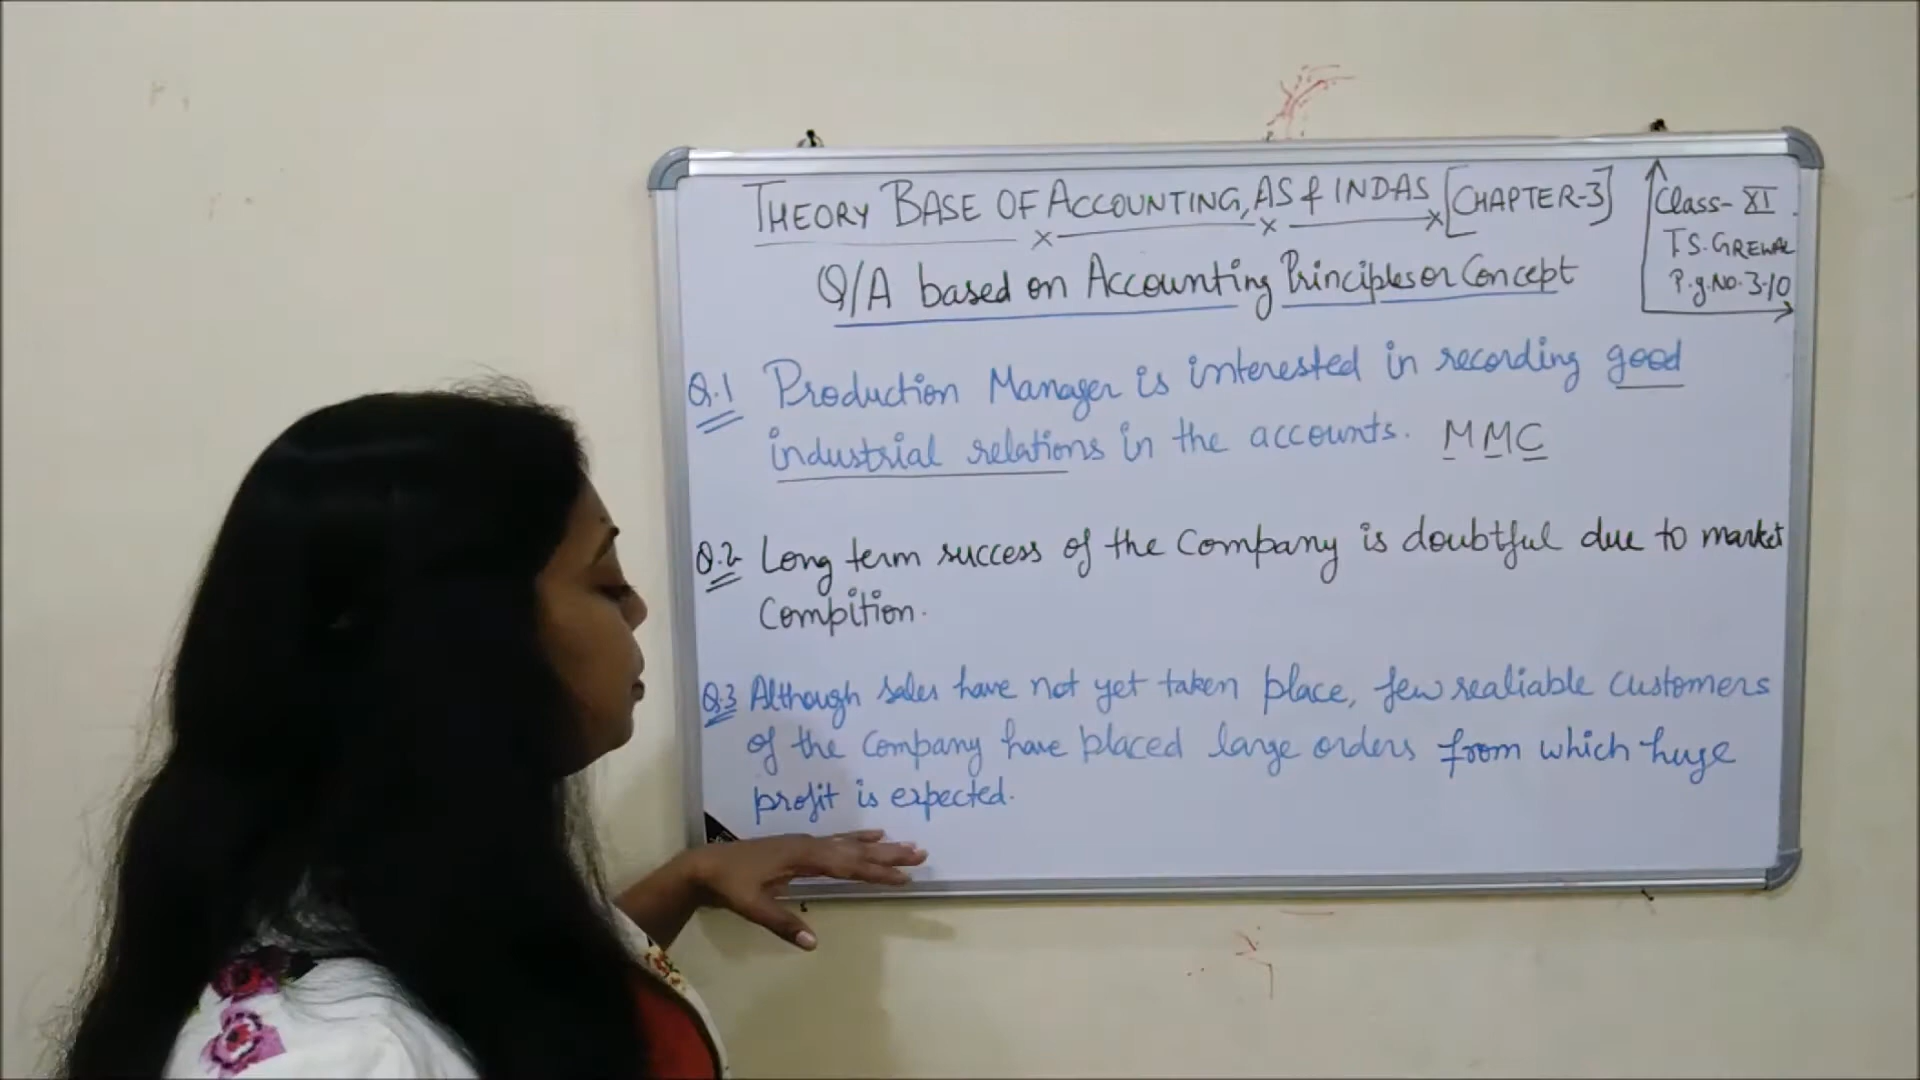 THEORY BASE OF ACCOUNTING, AS & INDAS [CHAPTER-3]
Class-XI
T.S. GREWAL
P.g.No.3.10
Q/A based on Accounting Principles or Concept
Q.1 Production Manager is interested in recording good
industrial relations in the accounts. MMC
Q.2 Long term success of the Company is doubtful due to market
Compition.
Q.3 Although sales have not yet taken place, few realiable customers
of the Company have placed large orders from which huge
profit is expected.